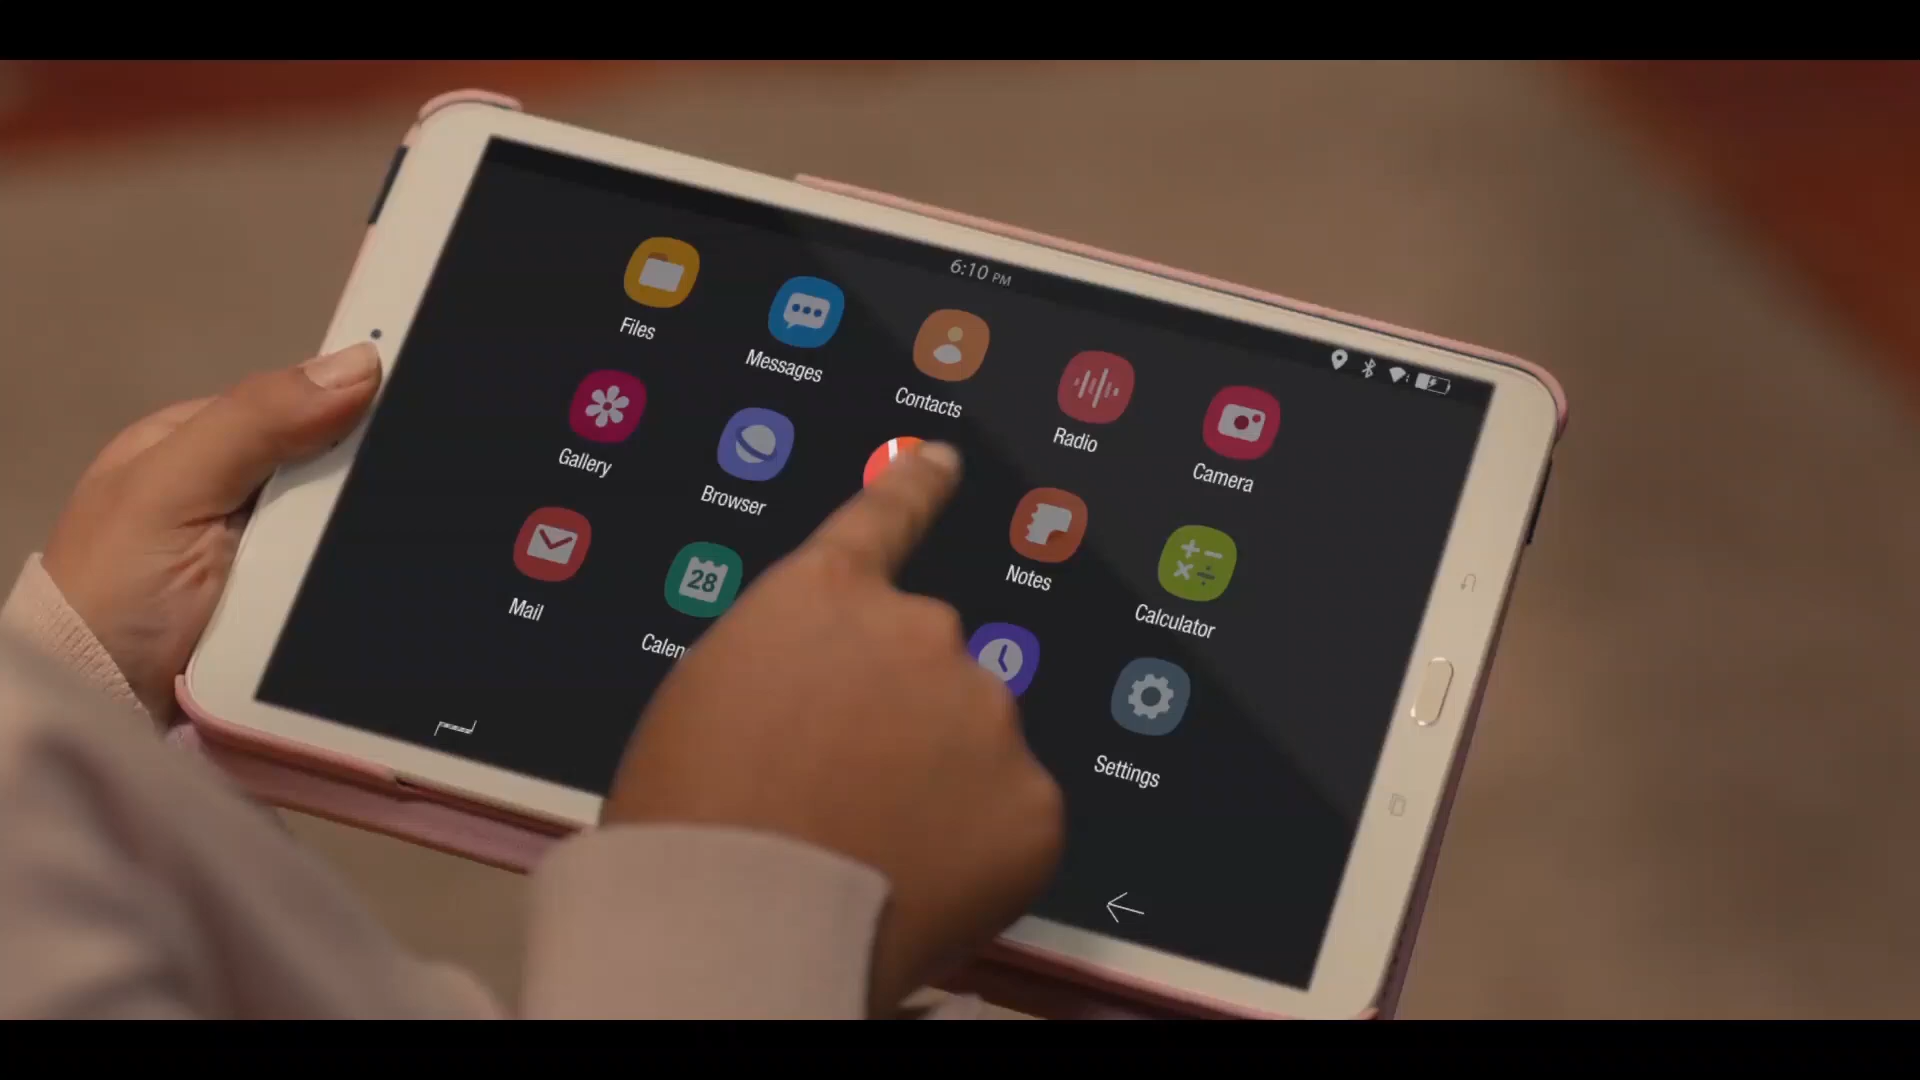 6:10 PM
Files
Messages
Contacts
Radio
Camera
Gallery
Browser
Notes
Calculator
Mail
28
Settings